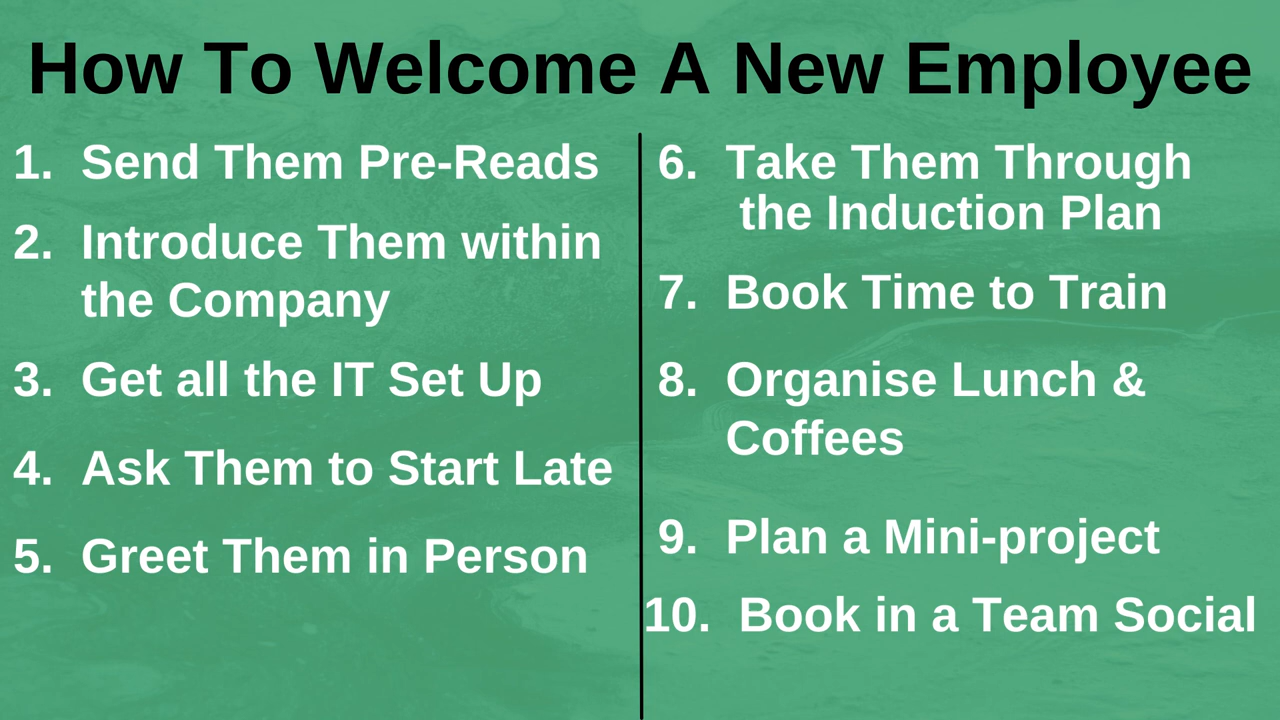 How To Welcome A New Employee
1. Send Them Pre-Reads
2. Introduce Them within
the Company
3. Get all the IT Set Up
4. Ask Them to Start Late
5. Greet Them in Person
6. Take Them Through
the Induction Plan
7. Book Time to Train
8. Organise Lunch &
Coffees
9. Plan a Mini-project
10. Book in a Team Social